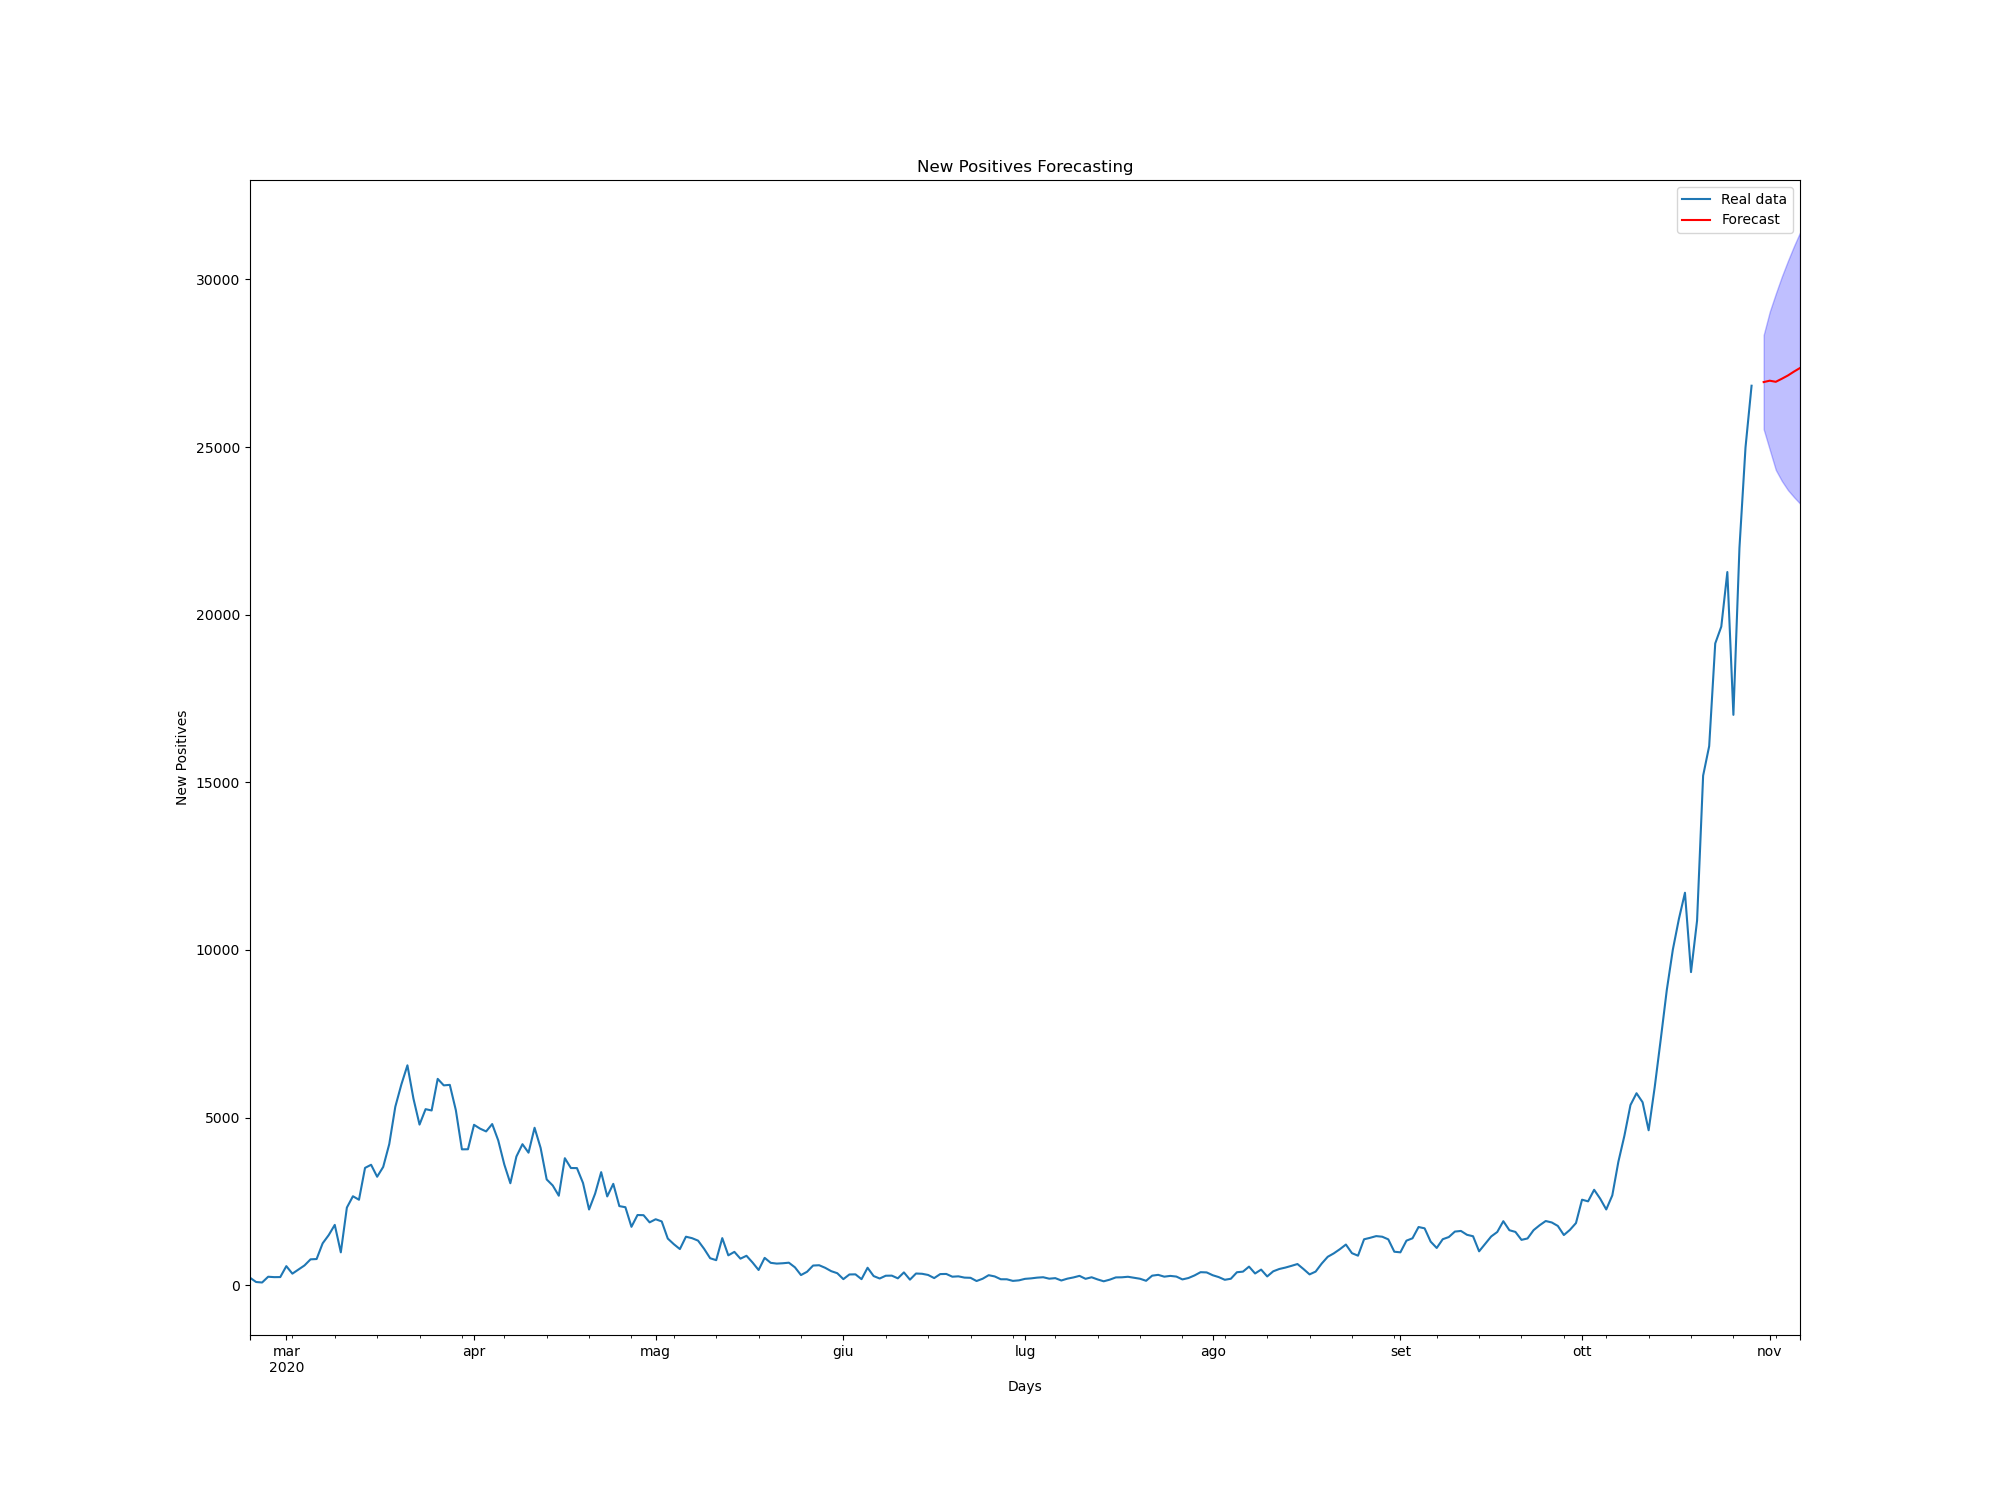 New Positives Forecasting
Real data
Forecast
30000
25000
20000
15000
10000
5000
0
New Positives
mar apr mag giu lug ago set ott nov
2020
Days